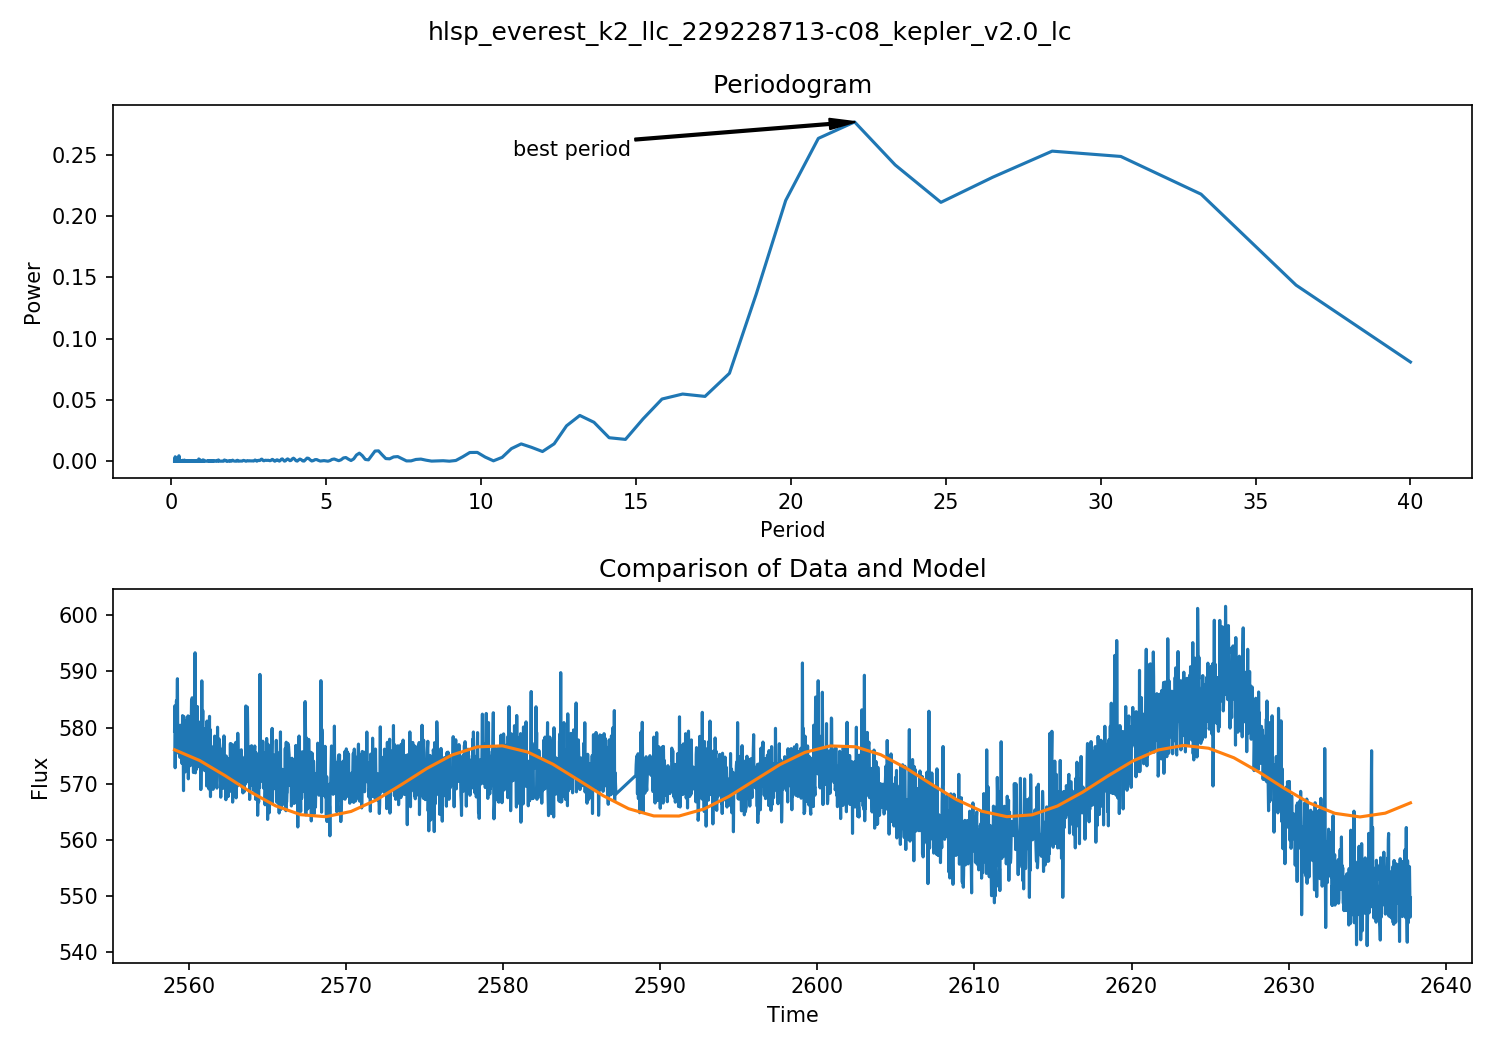 hlsp_everest_k2_llc_229228713-c08_kepler_v2.0_lc
Periodogram
best period
0.25
0.20
0.15
0.10
0.05
0.00
Power
0 5 10 15 20 25 30 35 40
Period
Comparison of Data and Model
600
590
580
570
560
550
540
Flux
2560 2570 2580 2590 2600 2610 2620 2630 2640
Time